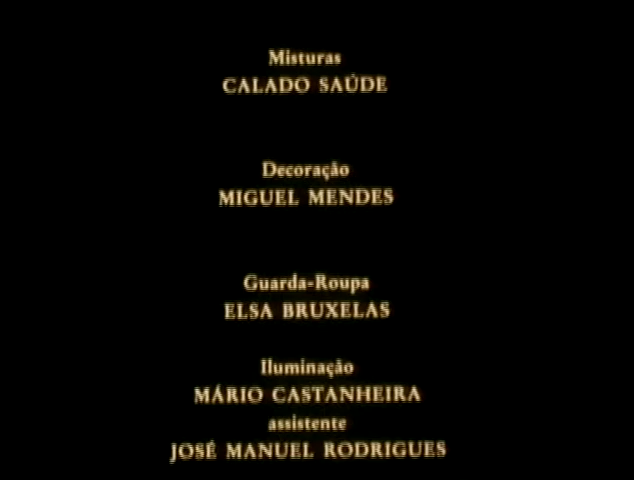 Misturas
CALADO SAÚDE
Decoração
MIGUEL MENDES
Guarda-Roupa
ELSA BRUXELAS
Iluminação
MÁRIO CASTANHEIRA
assistente
JOSÉ MANUEL RODRIGUES